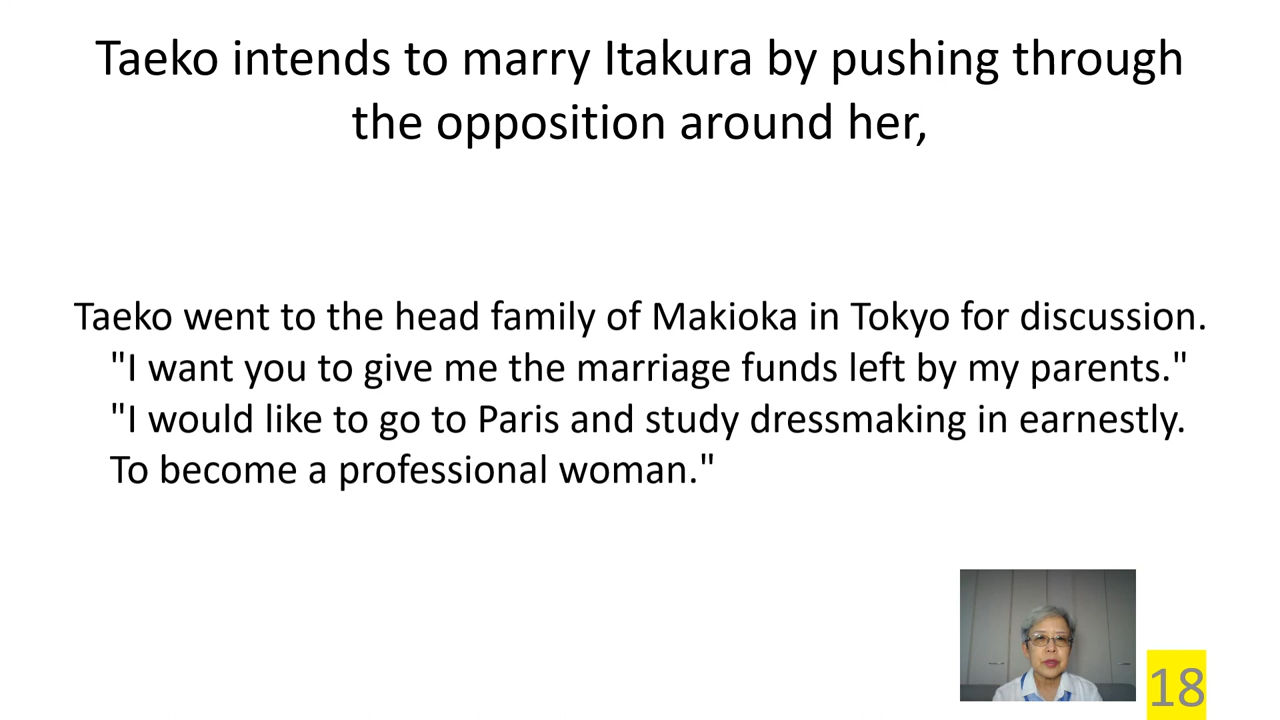 Taeko intends to marry Itakura by pushing through
the opposition around her,
Taeko went to the head family of Makioka in Tokyo for discussion.
"I want you to give me the marriage funds left by my parents."
"I would like to go to Paris and study dressmaking in earnestly.
To become a professional woman."
18